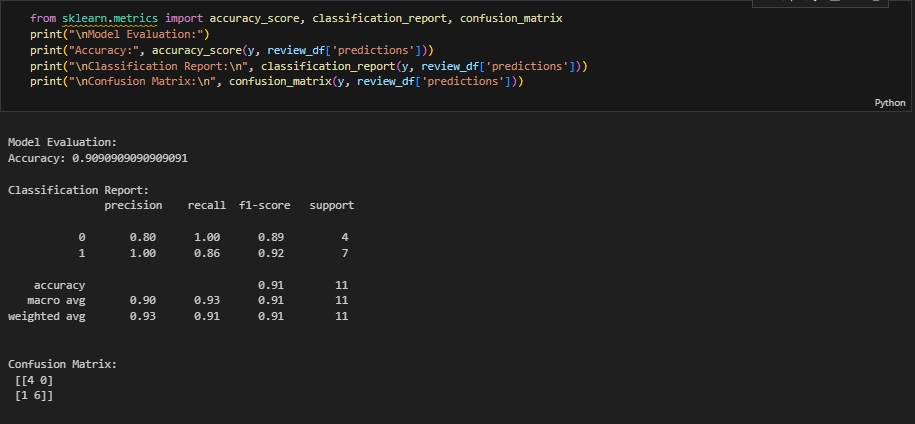 from sklearn.metrics import accuracy_score, classification_report, confusion_matrix
print("\nModel Evaluation:")
print("Accuracy:", accuracy_score(y, review_df['predictions']))
print("\nClassification Report:\n", classification_report(y, review_df['predictions']))
print("\nConfusion Matrix:\n", confusion_matrix(y, review_df['predictions']))
Python
Model Evaluation:
Accuracy: 0.9090909090909091
Classification Report:
precision recall f1-score support
0 0.80 1.00 0.89 4
1 1.00 0.86 0.92 7
accuracy 0.91 11
macro avg 0.90 0.93 0.91 11
weighted avg 0.93 0.91 0.91 11
Confusion Matrix:
[[4 0]
[1 6]]